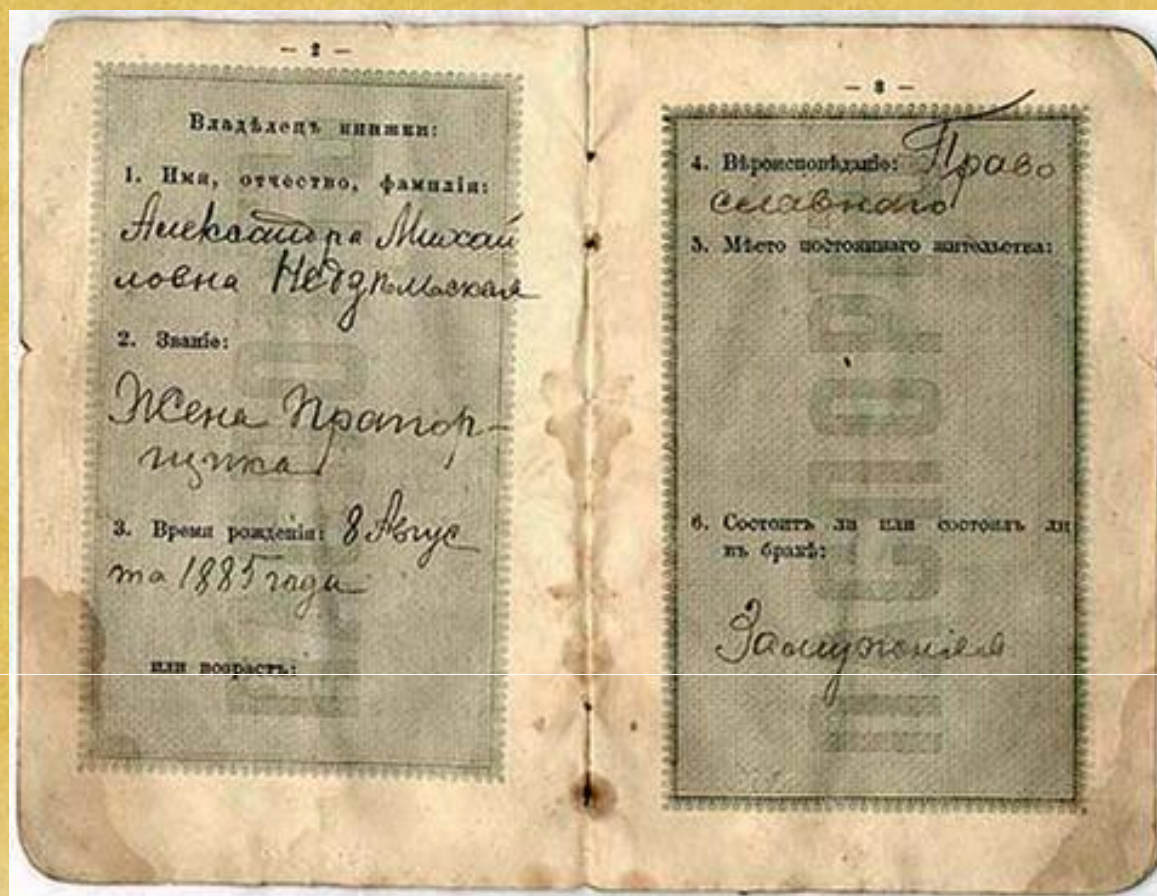 — 2 —
Владѣлецъ книжки:
1. Имя, отчество, фамилія:
Александра Михай
ловна
2. Званіе:
Жена Прапор-
щика
3. Время рожденія: 8 Авгус
та 1885 года
или возрастъ:
— 3 —
4. Вѣроисповѣданіе: Право
славнаго
5. Мѣсто постояннаго жительства:
6. Состоитъ ли или состоялъ ли
въ бракѣ:
Замужняя